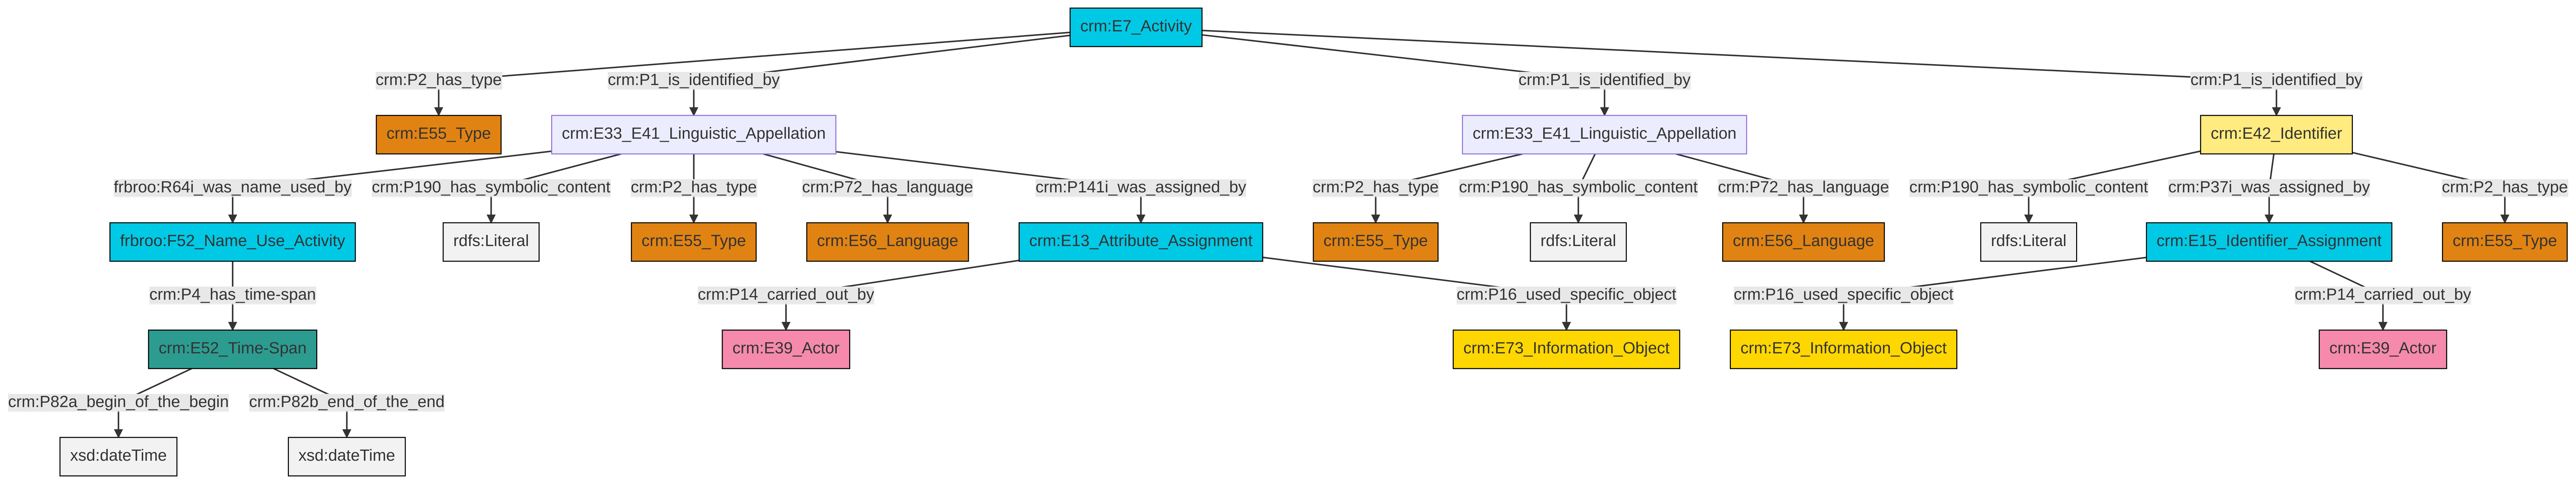 crm:E7_Activity
crm:P2_has_type
crm:P1_is_identified_by
crm:P1_is_identified_by
crm:P1_is_identified_by
crm:E55_Type
crm:E33_E41_Linguistic_Appellation
crm:E33_E41_Linguistic_Appellation
crm:E42_Identifier
frbroo:R64i_was_name_used_by
crm:P190_has_symbolic_content
crm:P2_has_type
crm:P72_has_language
crm:P141i_was_assigned_by
crm:P2_has_type
crm:P190_has_symbolic_content
crm:P72_has_language
crm:P190_has_symbolic_content
crm:P37i_was_assigned_by
crm:P2_has_type
frbroo:F52_Name_Use_Activity
rdfs:Literal
crm:E55_Type
crm:E56_Language
crm:E13_Attribute_Assignment
crm:E55_Type
rdfs:Literal
crm:E56_Language
rdfs:Literal
crm:E15_Identifier_Assignment
crm:E55_Type
crm:P4_has_time-span
crm:P14_carried_out_by
crm:P16_used_specific_object
crm:P16_used_specific_object
crm:P14_carried_out_by
crm:E52_Time-Span
crm:E39_Actor
crm:E73_Information_Object
crm:E73_Information_Object
crm:E39_Actor
crm:P82a_begin_of_the_begin
crm:P82b_end_of_the_end
xsd:dateTime
xsd:dateTime